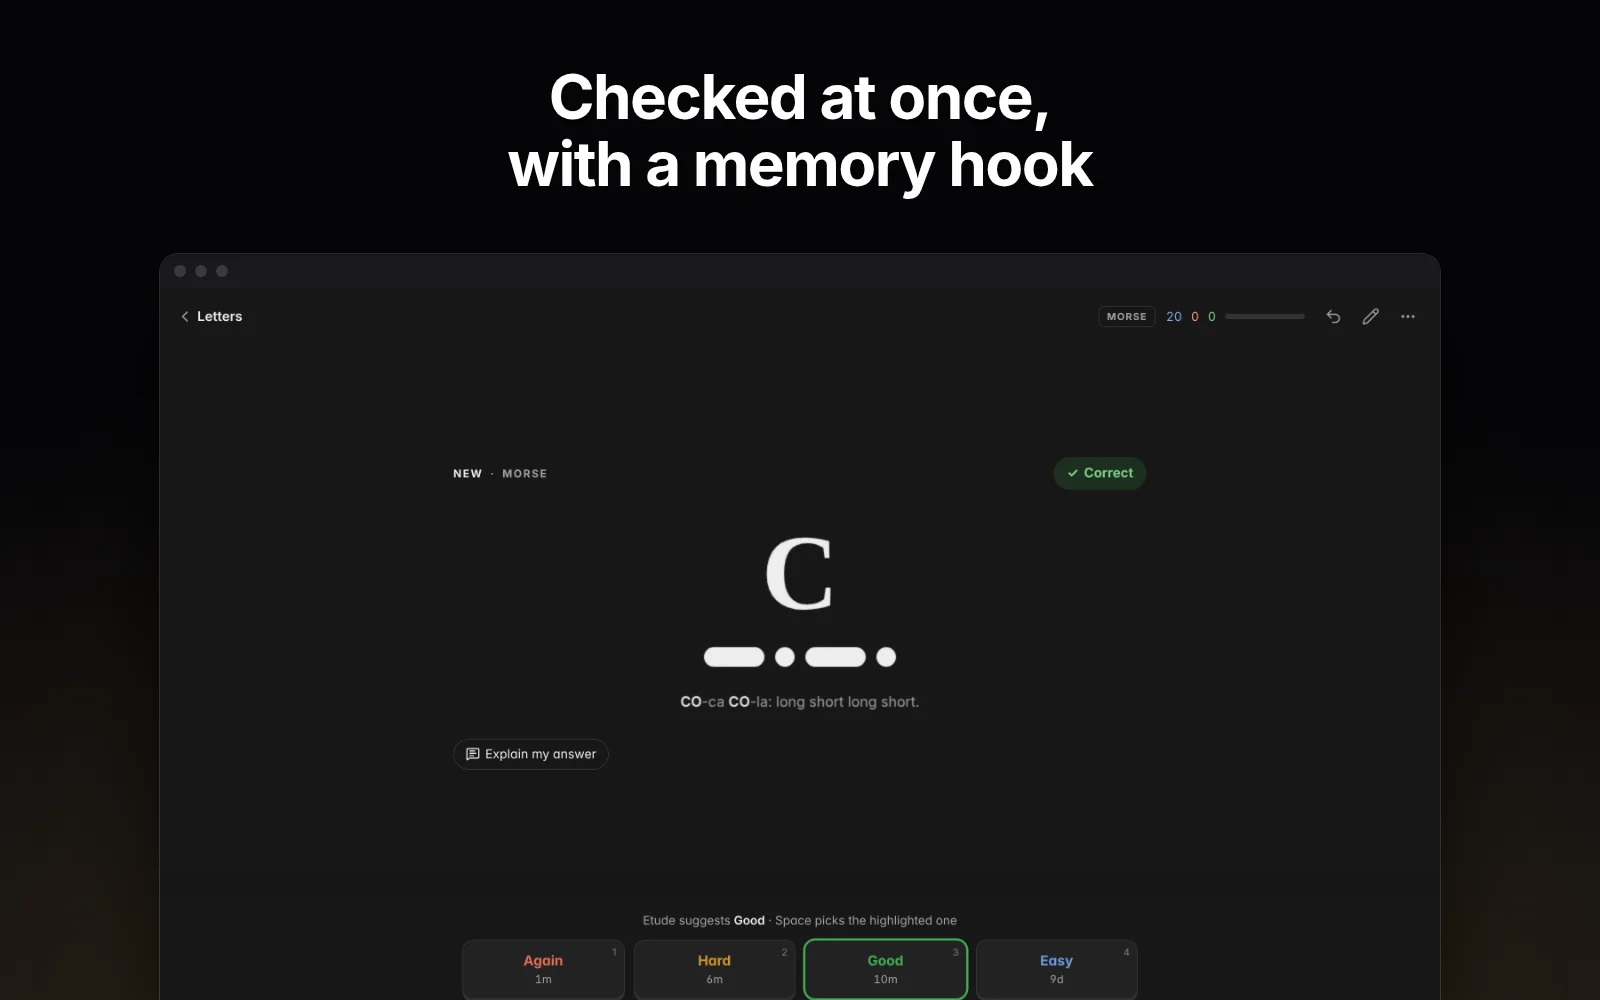 Checked at once,
with a memory hook
Letters
MORSE 20 0 0
NEW · MORSE
Correct
C
CO-ca CO-la: long short long short.
Explain my answer
Etude suggests Good · Space picks the highlighted one
Again 1
1m
Hard 2
6m
Good 3
10m
Easy 4
9d